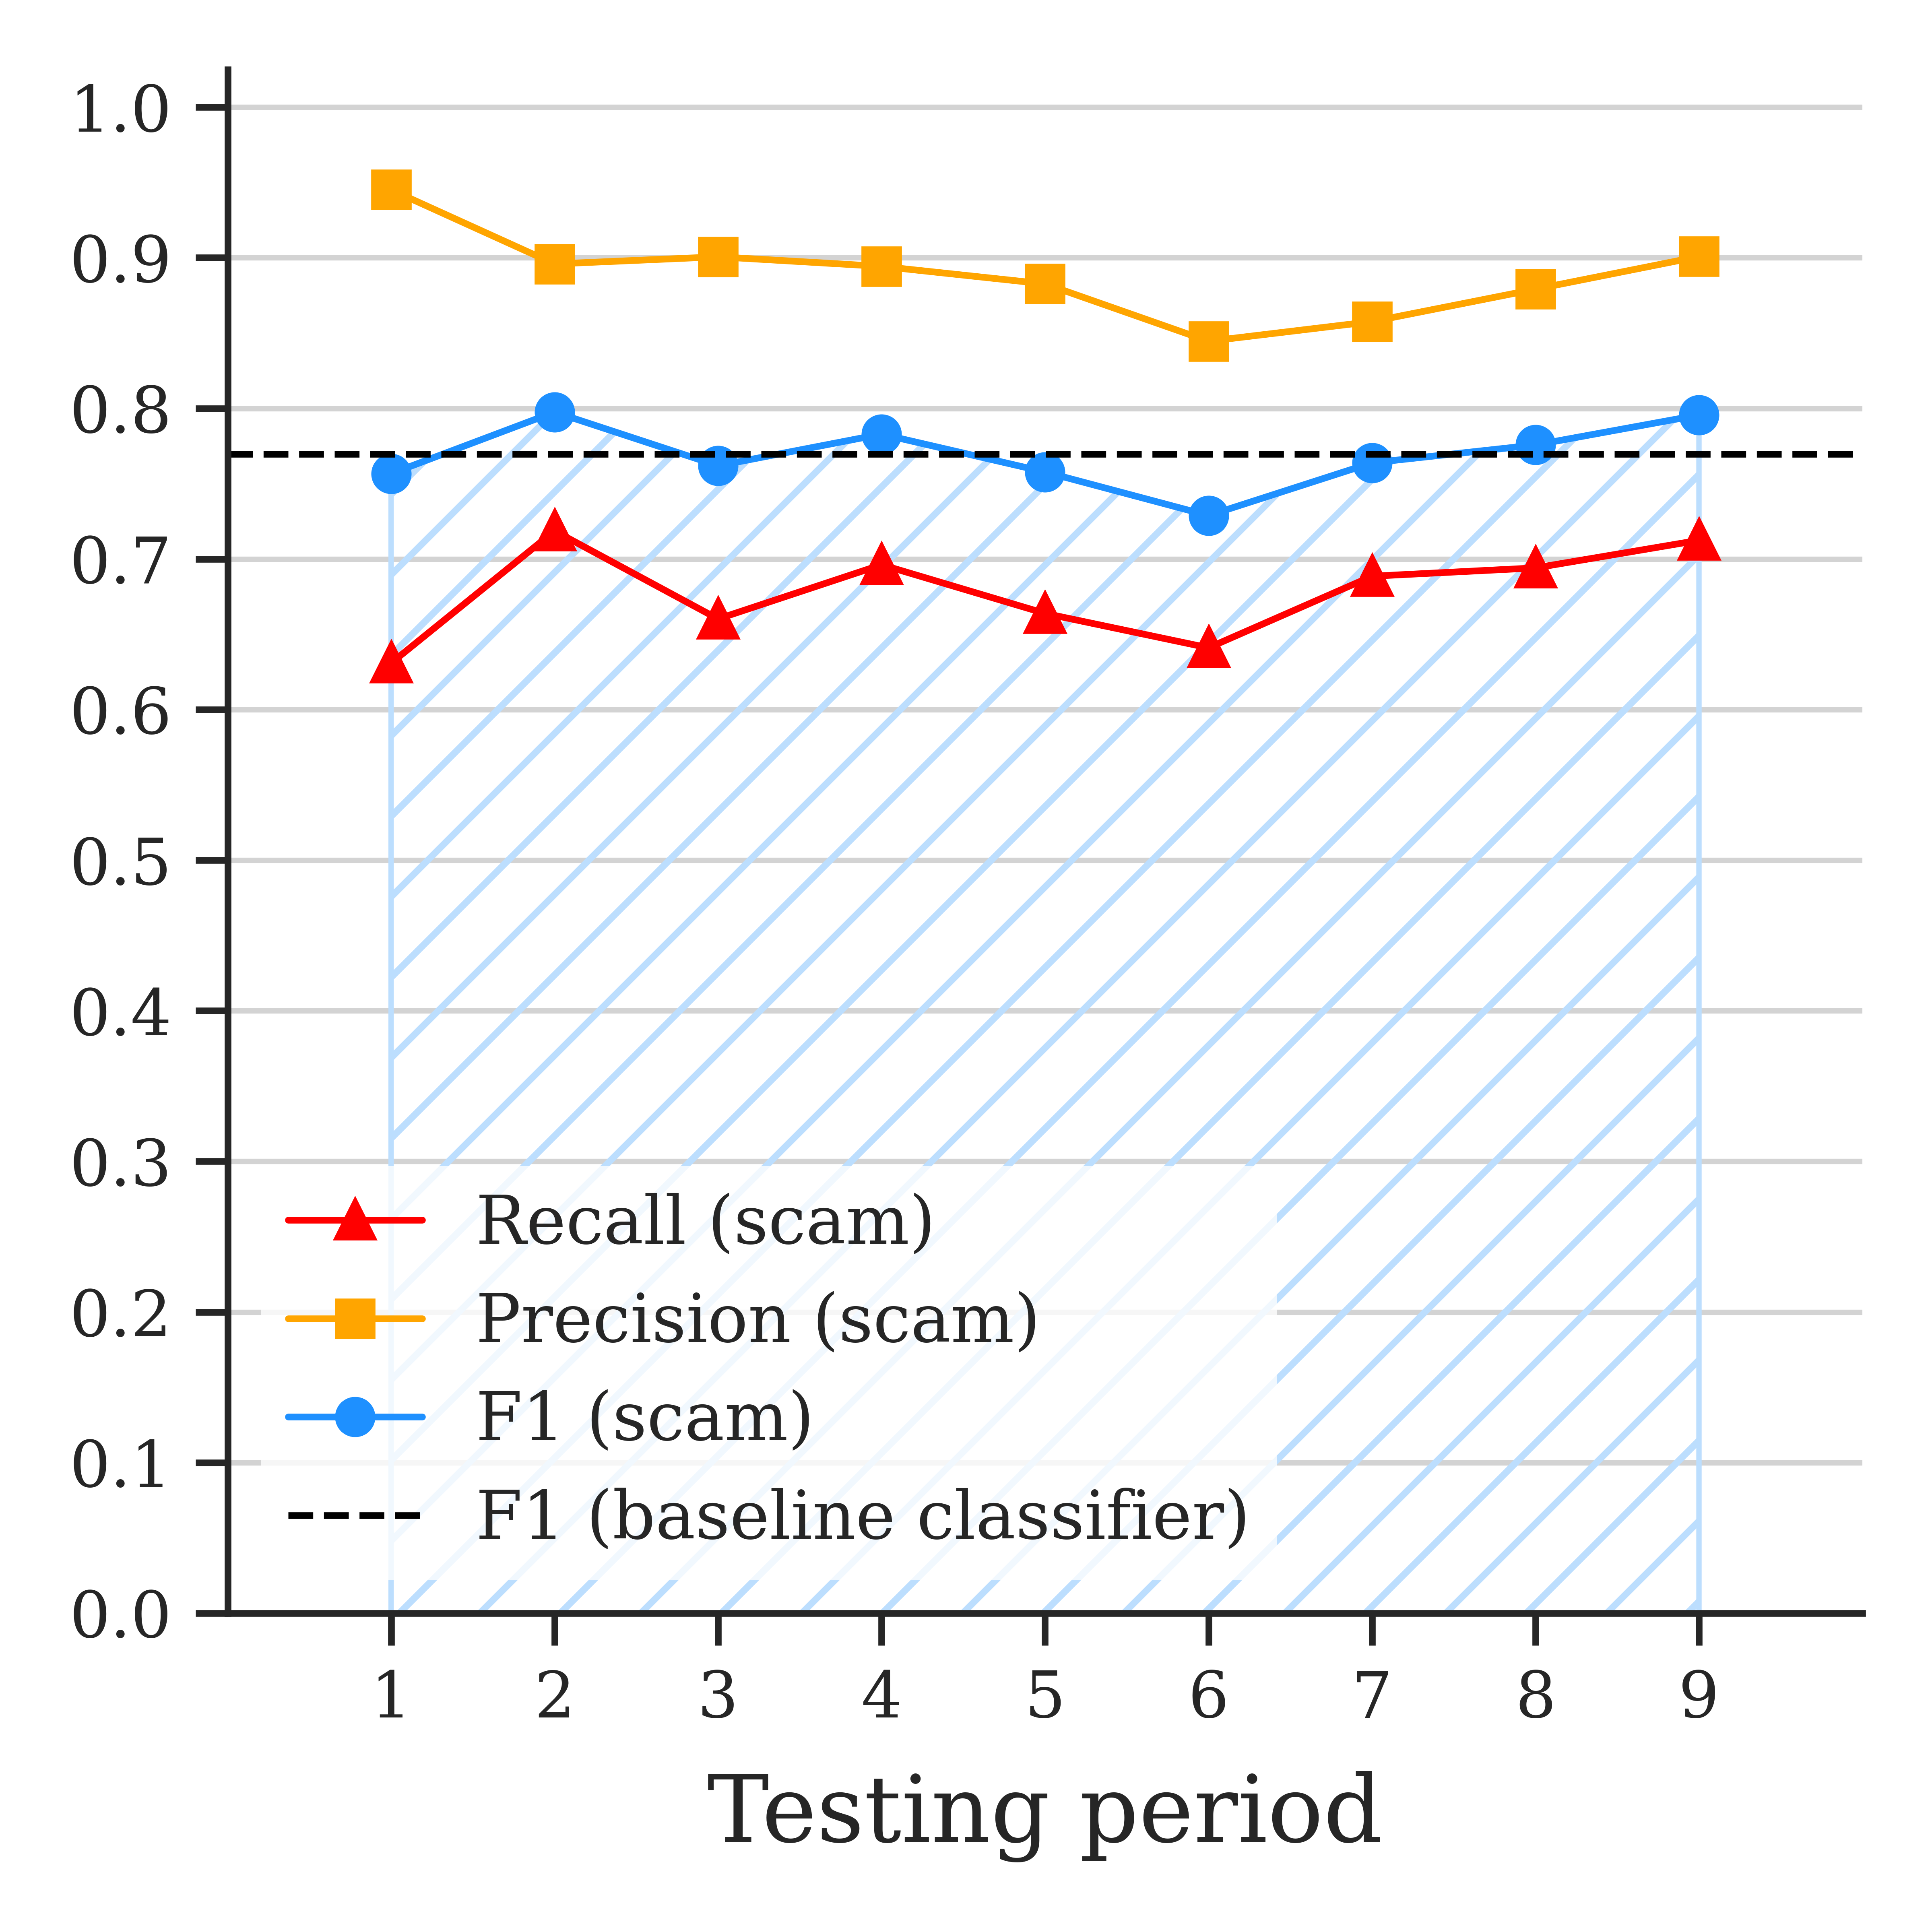 1.0
0.9
0.8
0.7
0.6
0.5
0.4
0.3
0.2
0.1
0.0
Recall (scam)
Precision (scam)
F1 (scam)
F1 (baseline classifier)
1 2 3 4 5 6 7 8 9
Testing period